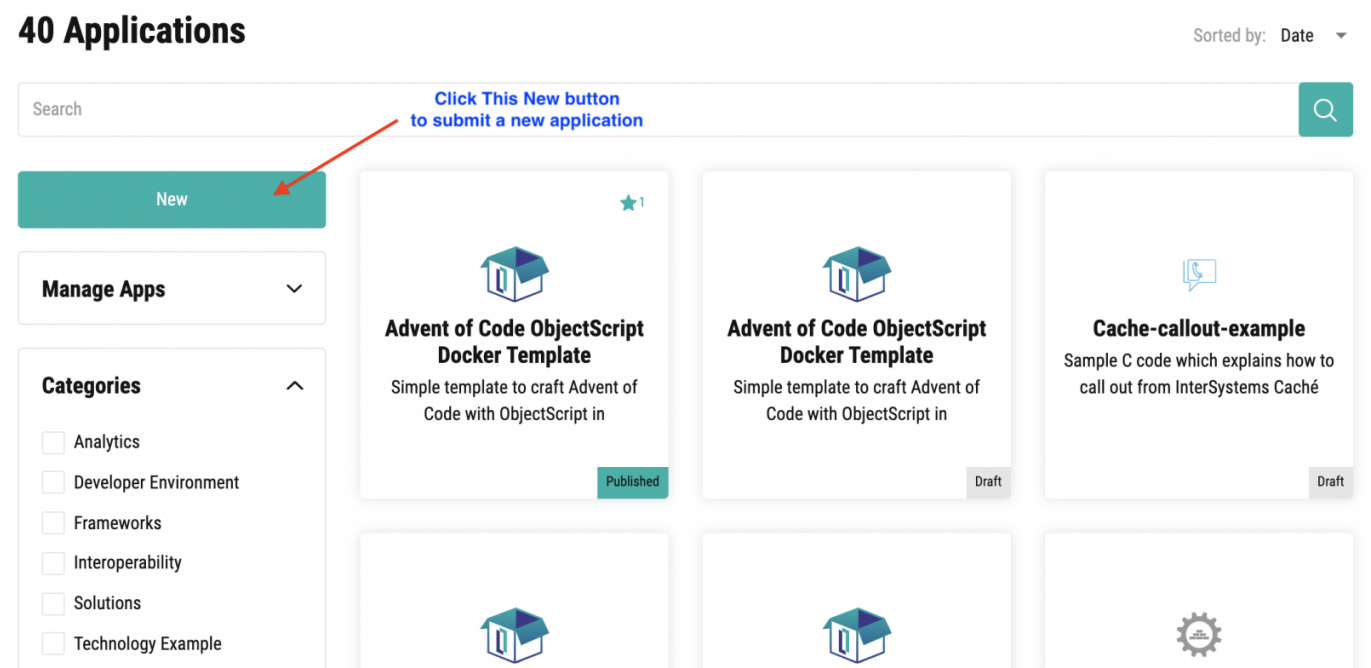 40 Applications
Sorted by: Date
Search
Click This New button
to submit a new application
New
Manage Apps
Categories
Analytics
Developer Environment
Frameworks
Interoperability
Solutions
Technology Example
1
Advent of Code ObjectScript
Docker Template
Simple template to craft Advent of
Code with ObjectScript in
Published
Advent of Code ObjectScript
Docker Template
Simple template to craft Advent of
Code with ObjectScript in
Draft
Cache-callout-example
Sample C code which explains how to
call out from InterSystems Caché
Draft